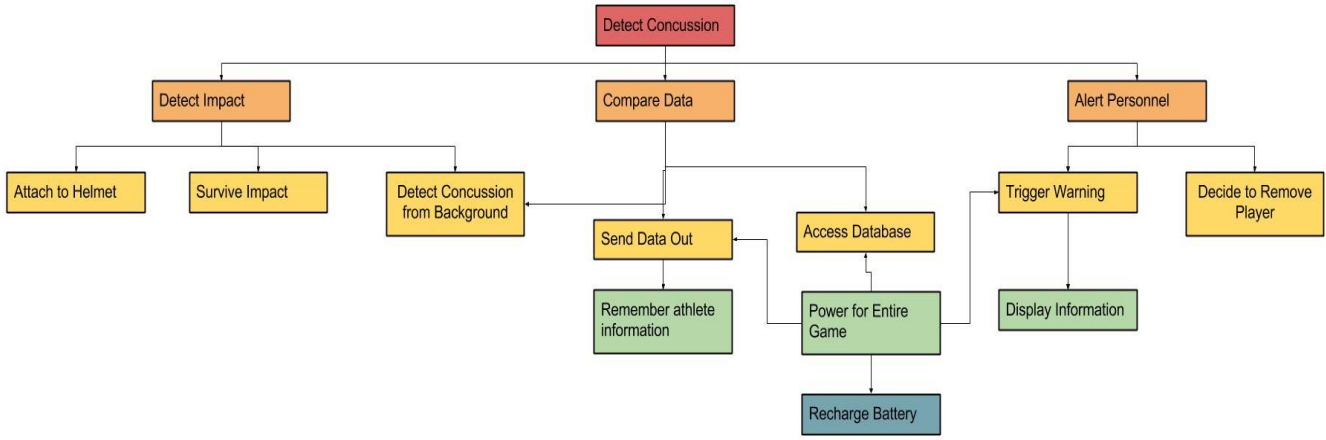 Detect Concussion
Detect Impact
Compare Data
Alert Personnel
Attach to Helmet
Survive Impact
Detect Concussion
from Background
Trigger Warning
Decide to Remove
Player
Send Data Out
Access Database
Remember athlete
information
Power for Entire
Game
Display Information
Recharge Battery